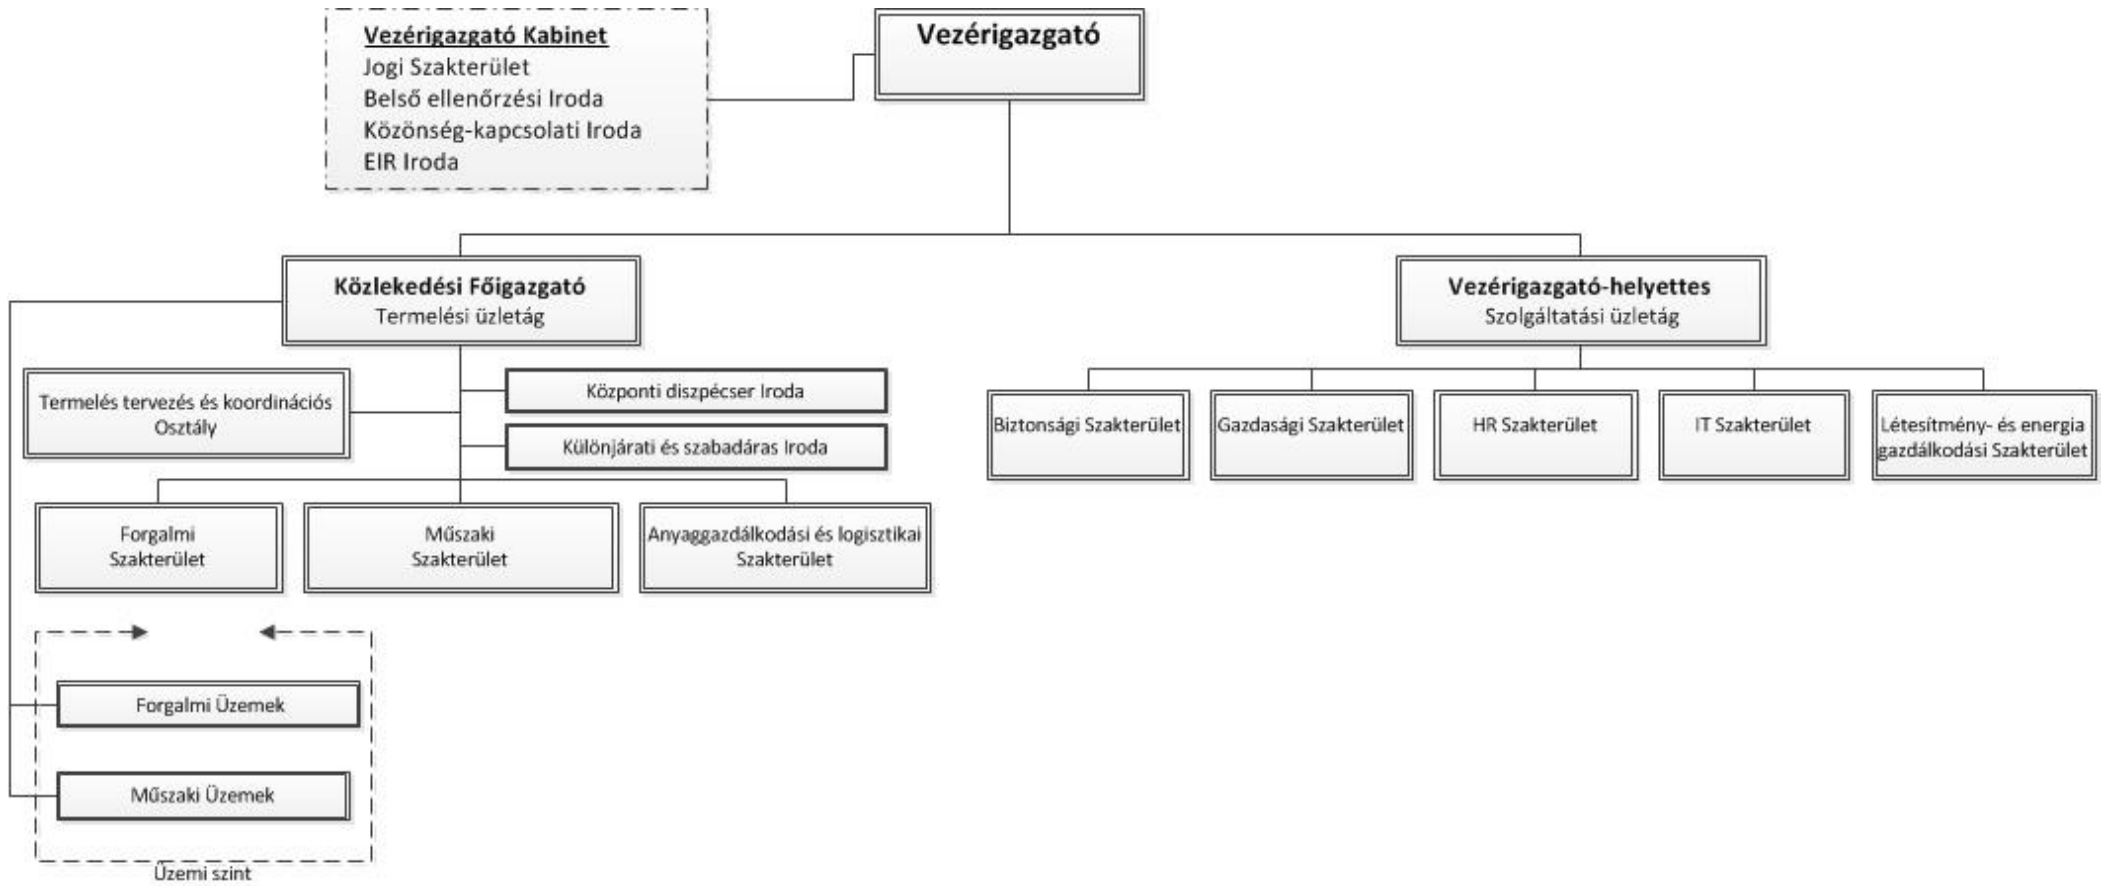 Vezérigazgató Kabinet
Jogi Szakterület
Belső ellenőrzési Iroda
Közönség-kapcsolati Iroda
EIR Iroda
Vezérigazgató
Közlekedési Főigazgató
Termelési üzletág
Vezérigazgató-helyettes
Szolgáltatási üzletág
Termelés tervezés és koordinációs
Osztály
Központi diszpécser Iroda
Különjárati és szabadáras Iroda
Biztonsági Szakterület
Gazdasági Szakterület
HR Szakterület
IT Szakterület
Létesítmény- és energia
gazdálkodási Szakterület
Forgalmi
Szakterület
Műszaki
Szakterület
Anyaggazdálkodási és logisztikai
Szakterület
Forgalmi Üzemek
Műszaki Üzemek
Üzemi szint